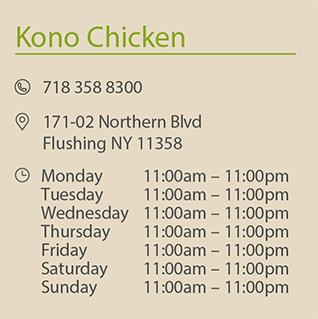 Kono Chicken
718 358 8300
171-02 Northern Blvd
Flushing NY 11358
Monday 11:00am – 11:00pm
Tuesday 11:00am – 11:00pm
Wednesday 11:00am – 11:00pm
Thursday 11:00am – 11:00pm
Friday 11:00am – 11:00pm
Saturday 11:00am – 11:00pm
Sunday 11:00am – 11:00pm